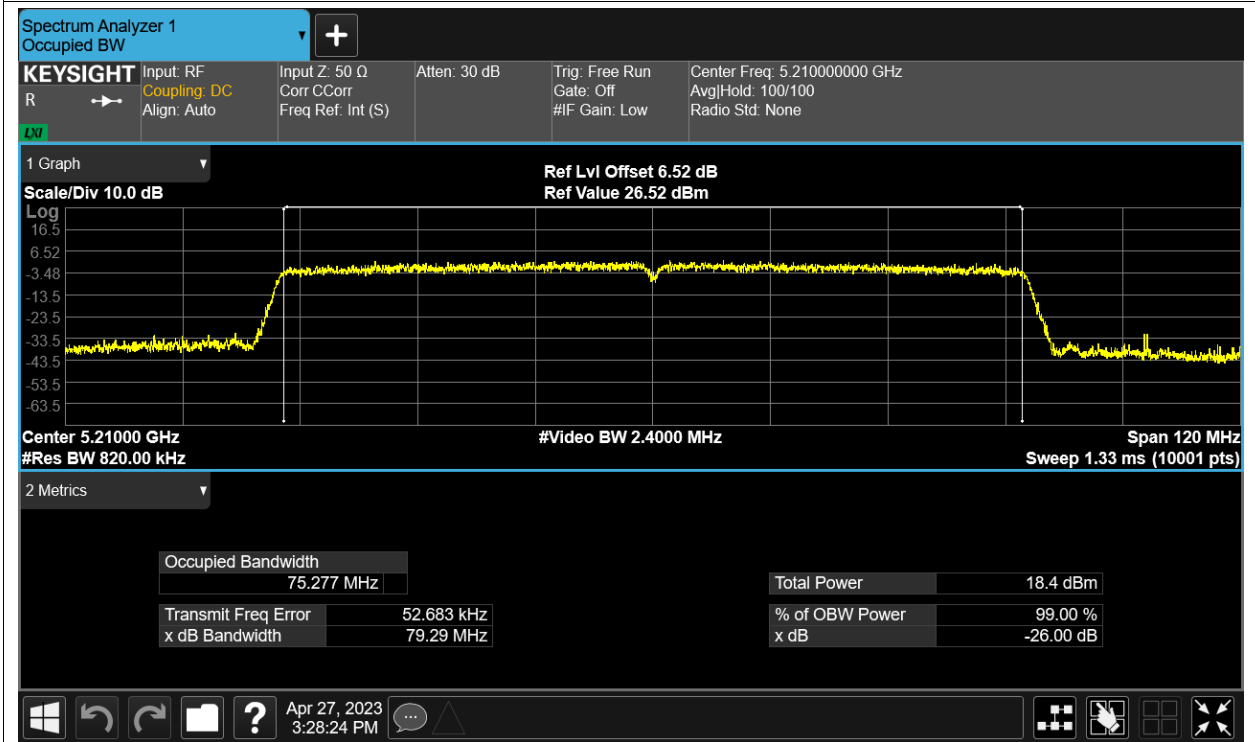 Spectrum Analyzer 1
Occupied BW
KEYSIGHT
R
LXI
Input: RF
Coupling: DC
Align: Auto
Input Z: 50 Ω
Corr CCorr
Freq Ref: Int (S)
Atten: 30 dB
Trig: Free Run
Gate: Off
#IF Gain: Low
Center Freq: 5.210000000 GHz
Avg|Hold: 100/100
Radio Std: None
1 Graph
Scale/Div 10.0 dB
Ref Lvl Offset 6.52 dB
Ref Value 26.52 dBm
Log
16.5
6.52
-3.48
-13.5
-23.5
-33.5
-43.5
-53.5
-63.5
Center 5.21000 GHz
#Video BW 2.4000 MHz
Span 120 MHz
#Res BW 820.00 kHz
Sweep 1.33 ms (10001 pts)
2 Metrics
Occupied Bandwidth
75.277 MHz
Total Power 18.4 dBm
Transmit Freq Error 52.683 kHz
% of OBW Power 99.00 %
x dB Bandwidth 79.29 MHz
x dB -26.00 dB
?
Apr 27, 2023
3:28:24 PM